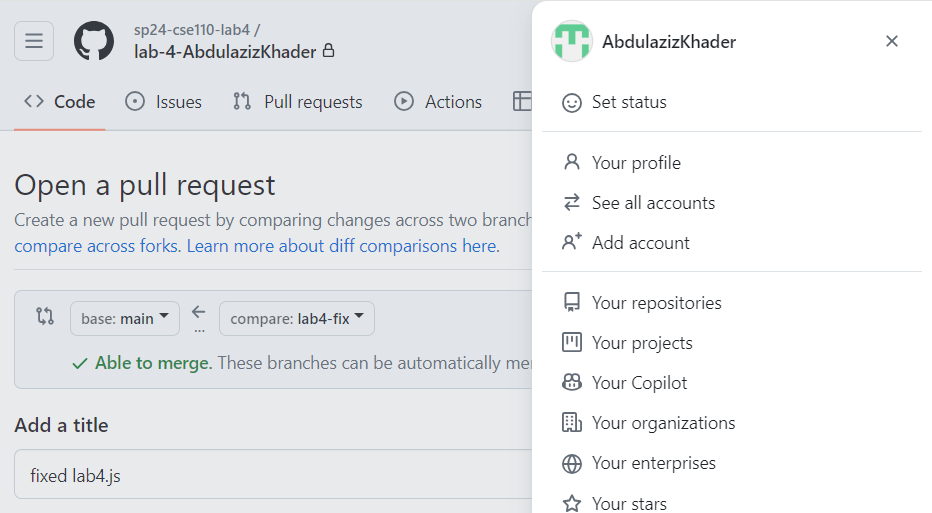 sp24-cse110-lab4 /
lab-4-AbdulazizKhader
Code Issues Pull requests Actions
Open a pull request
Create a new pull request by comparing changes across two branch
compare across forks. Learn more about diff comparisons here.
base: main ... compare: lab4-fix
Able to merge. These branches can be automatically me
Add a title
fixed lab4.js
AbdulazizKhader
Set status
Your profile
See all accounts
Add account
Your repositories
Your projects
Your Copilot
Your organizations
Your enterprises
Your stars